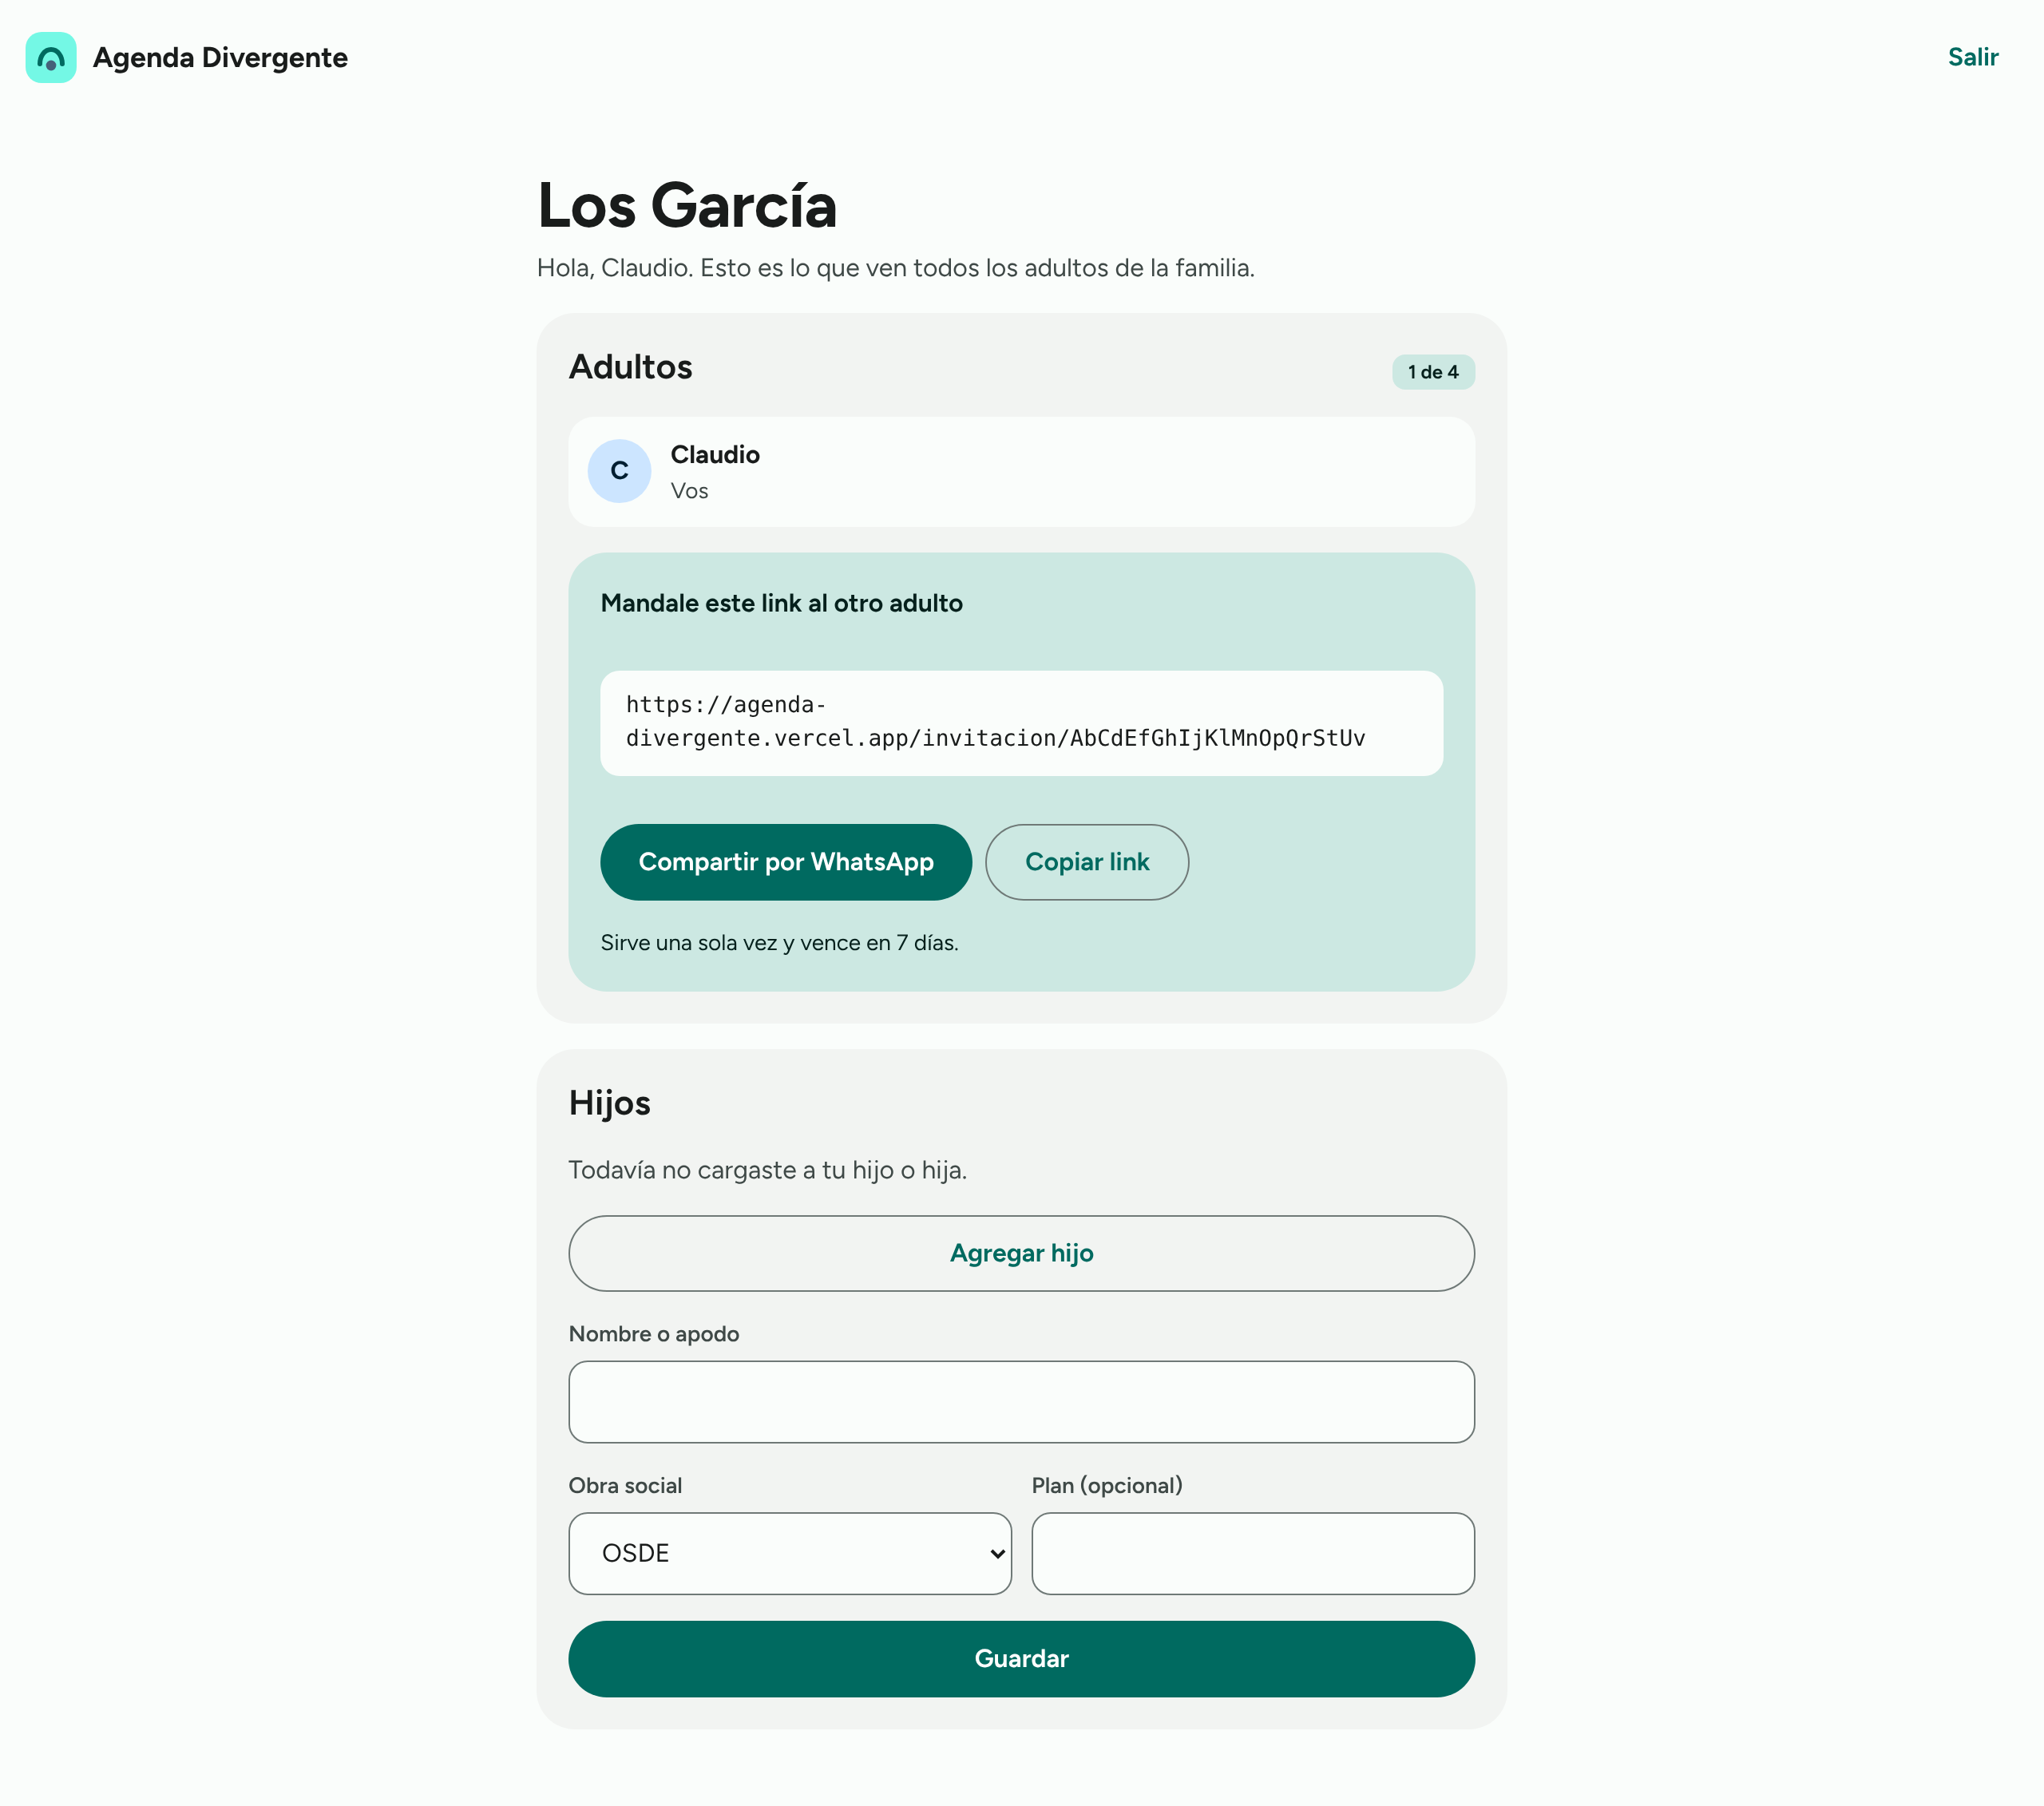 Agenda Divergente
Salir
Los García
Hola, Claudio. Esto es lo que ven todos los adultos de la familia.
Adultos
1 de 4
C
Claudio
Vos
Mandale este link al otro adulto
https://agenda-
divergente.vercel.app/invitacion/AbCdEfGhIjKlMnOpQrStUv
Compartir por WhatsApp
Copiar link
Sirve una sola vez y vence en 7 días.
Hijos
Todavía no cargaste a tu hijo o hija.
Agregar hijo
Nombre o apodo
Obra social
Plan (opcional)
OSDE
Guardar